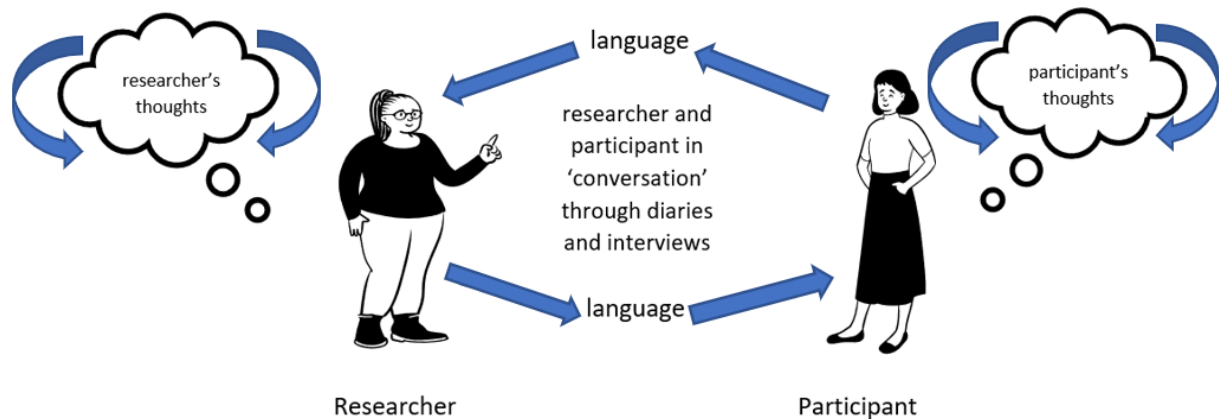 researcher's
thoughts
language
researcher and
participant in
‘conversation’
through diaries
and interviews
language
participant's
thoughts
Researcher
Participant